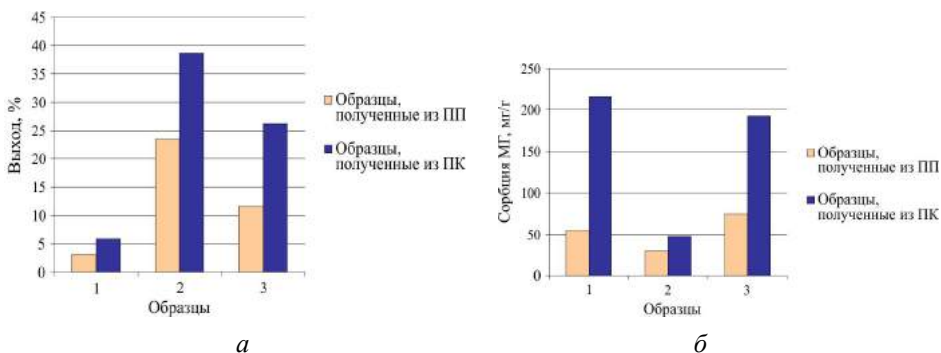 45
40
35
30
25
20
15
10
5
0
Выход, %
1 2 3
Образцы
Образцы,
полученные из ПП
Образцы,
полученные из ПК
а
250
200
150
100
50
0
Сорбция МГ, мг/г
1 2 3
Образцы
Образцы,
полученные из ПП
Образцы,
полученные из ПК
б